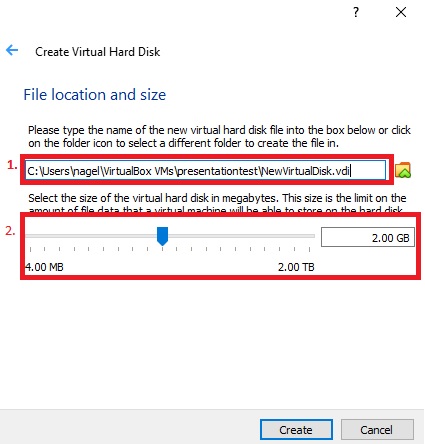 ?
Create Virtual Hard Disk
File location and size
Please type the name of the new virtual hard disk file into the box below or click
on the folder icon to select a different folder to create the file in.
1.
C:\Users\nagel\VirtualBox VMs\presentationtest\NewVirtualDisk.vdi
Select the size of the virtual hard disk in megabytes. This size is the limit on the
amount of file data that a virtual machine will be able to store on the hard disk.
2.
2.00 GB
4.00 MB 2.00 TB
Create Cancel